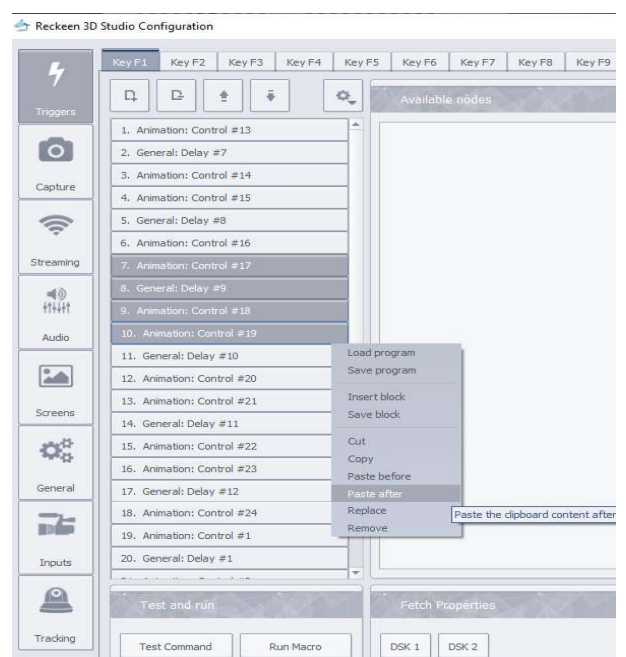 Reckeen 3D Studio Configuration
Key F1 Key F2 Key F3 Key F4 Key F5 Key F6 Key F7 Key F8 Key F9
Triggers
Capture
Streaming
Audio
Screens
General
Inputs
Tracking
Available nodes
1. Animation: Control #13
2. General: Delay #7
3. Animation: Control #14
4. Animation: Control #15
5. General: Delay #8
6. Animation: Control #16
7. Animation: Control #17
8. General: Delay #9
9. Animation: Control #18
10. Animation: Control #19
11. General: Delay #10
12. Animation: Control #20
13. Animation: Control #21
14. General: Delay #11
15. Animation: Control #22
16. Animation: Control #23
17. General: Delay #12
18. Animation: Control #24
19. Animation: Control #1
20. General: Delay #1
Load program
Save program
Insert block
Save block
Cut
Copy
Paste before
Paste after
Replace
Remove
Paste the clipboard content after
Test and run
Test Command Run Macro
Fetch Properties
DSK 1 DSK 2